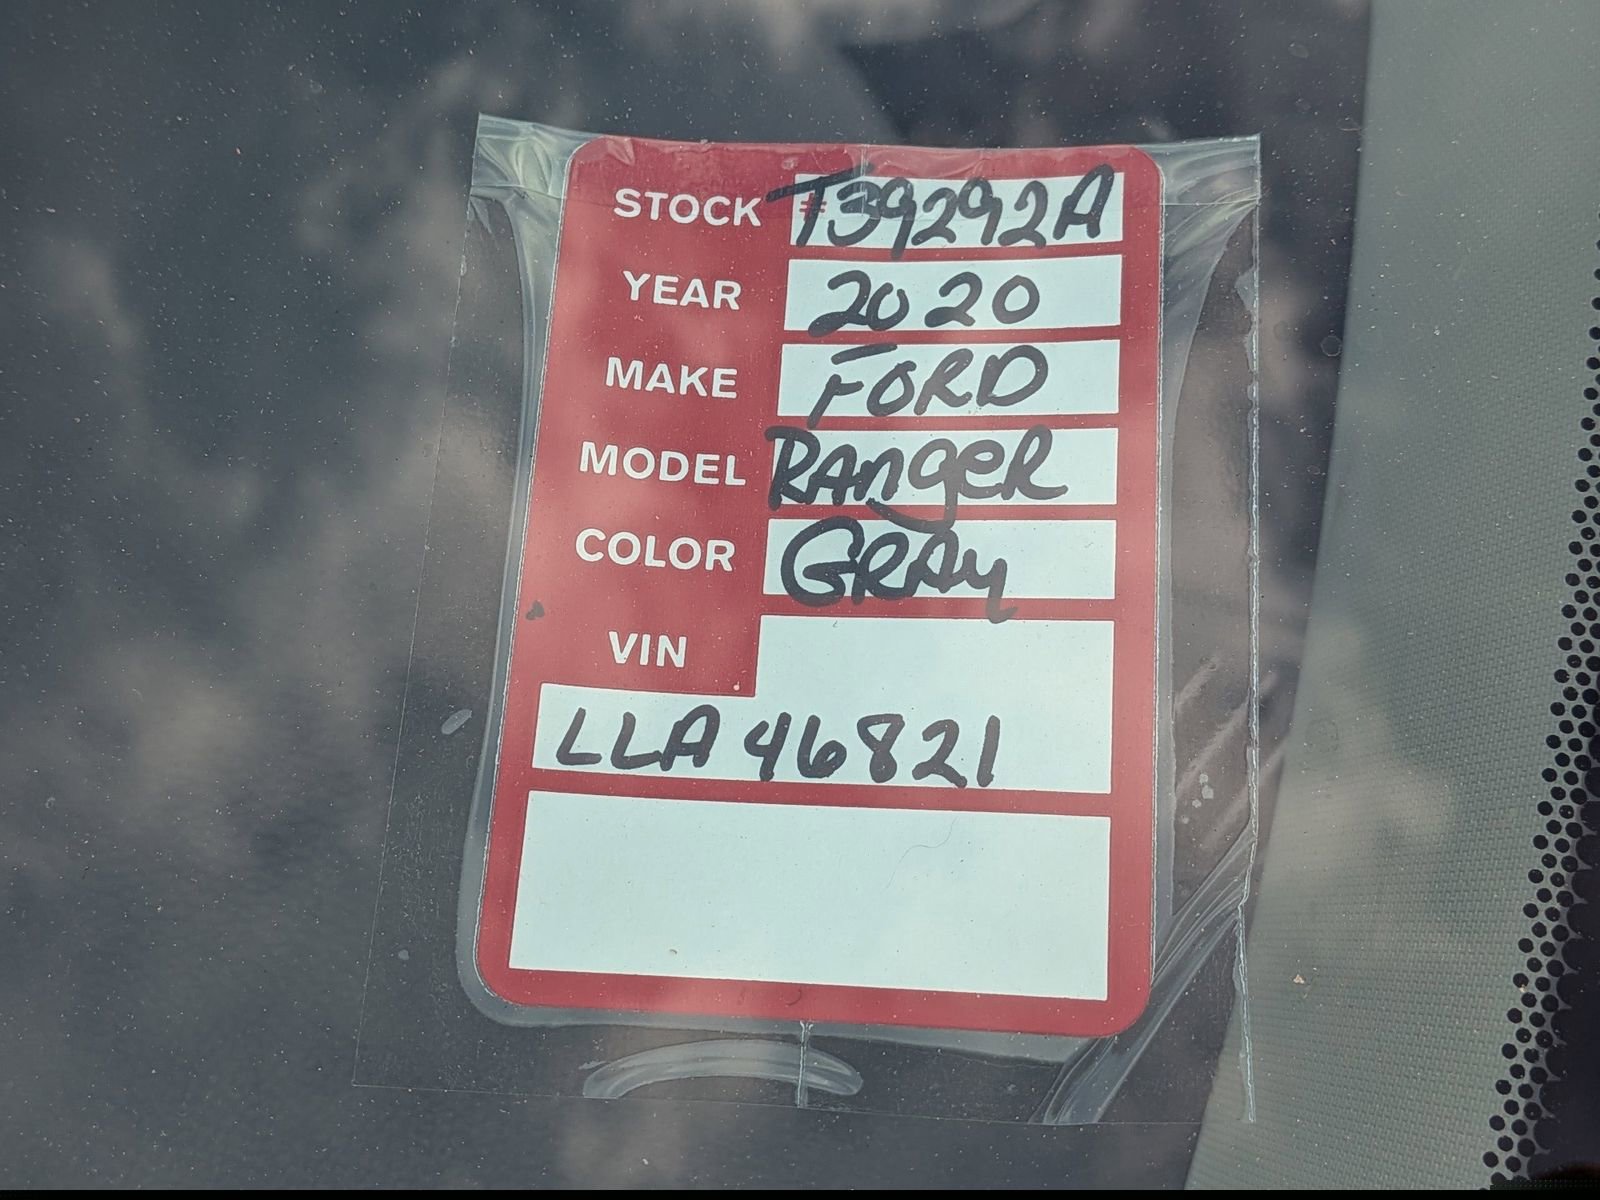 STOCK # T39292A
YEAR 2020
MAKE FORD
MODEL RANgeR
COLOR GRAy
VIN
LLA46821